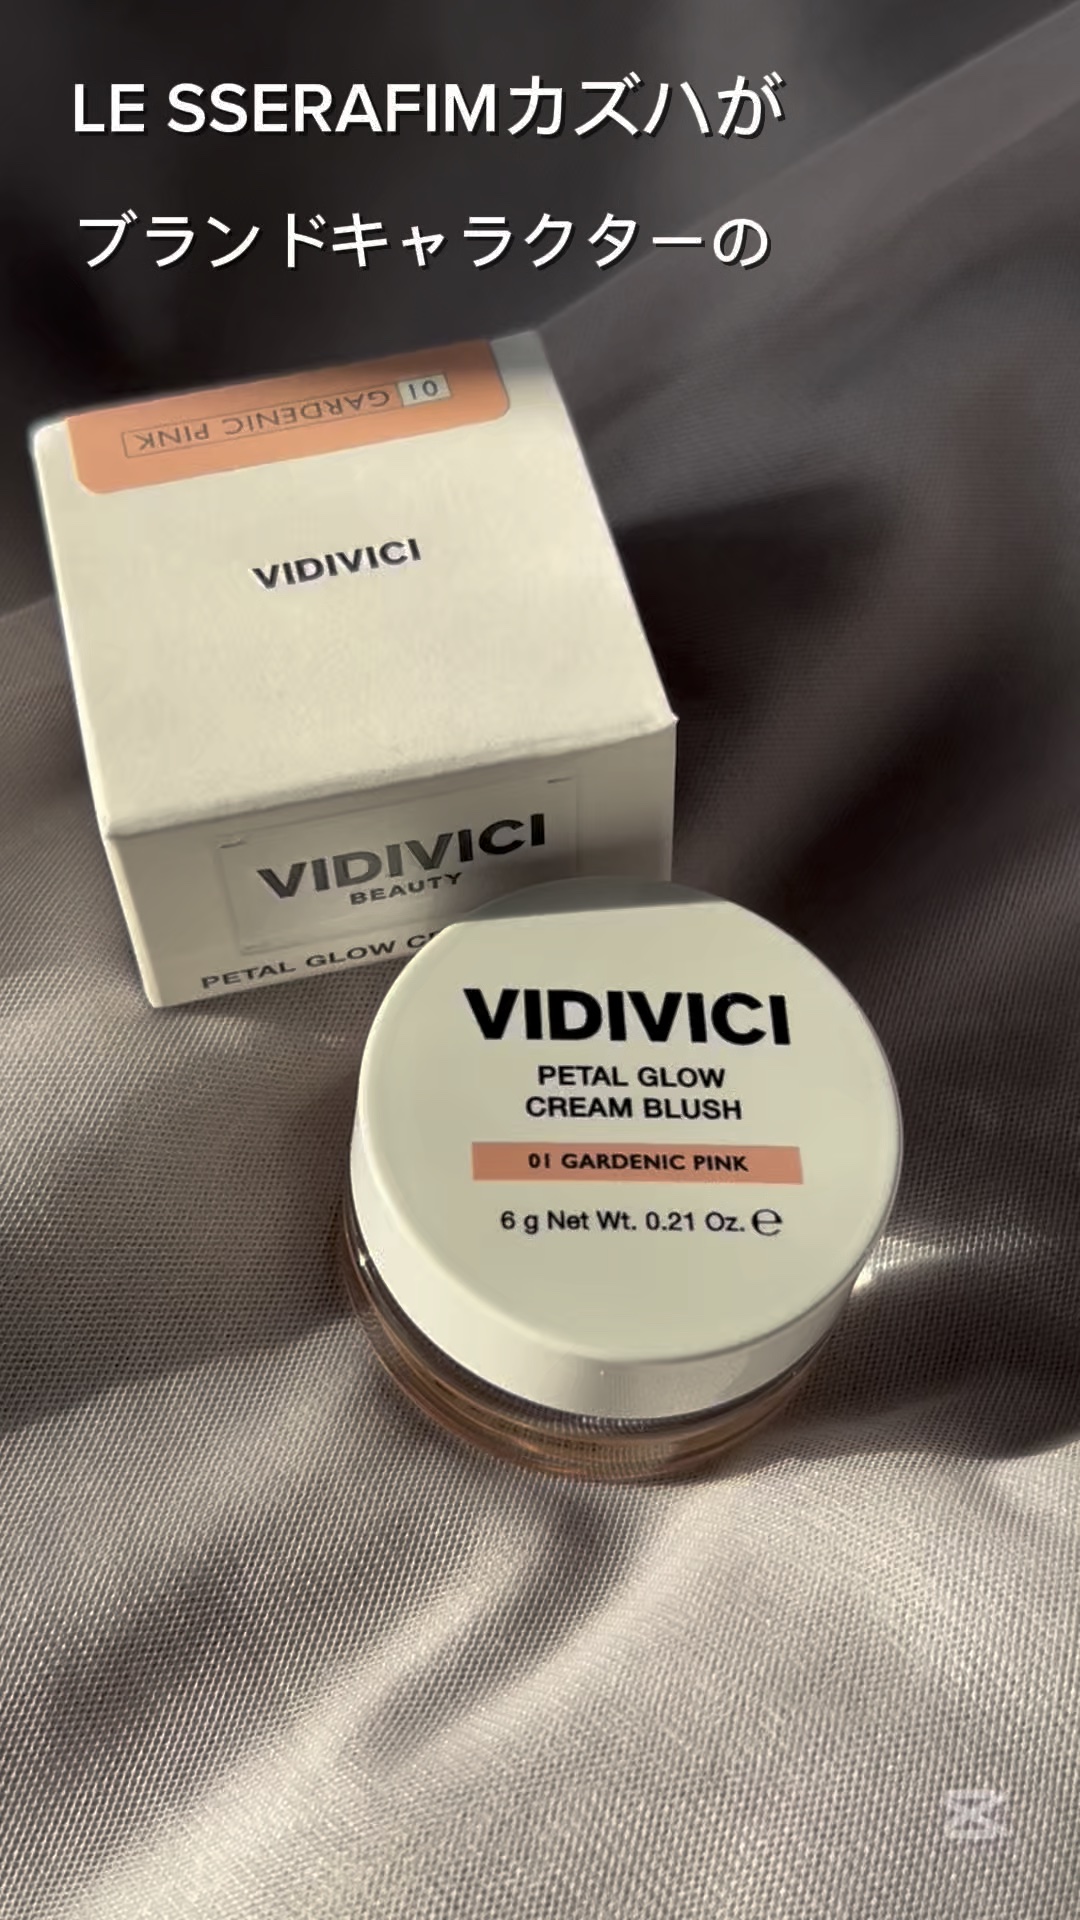 LE SSERAFIMカズハが
ブランドキャラクターの
01 GARDENIC PINK
VIDIVICI
VIDIVICI
BEAUTY
PETAL GLOW
VIDIVICI
PETAL GLOW
CREAM BLUSH
01 GARDENIC PINK
6 g Net Wt. 0.21 Oz. ℮